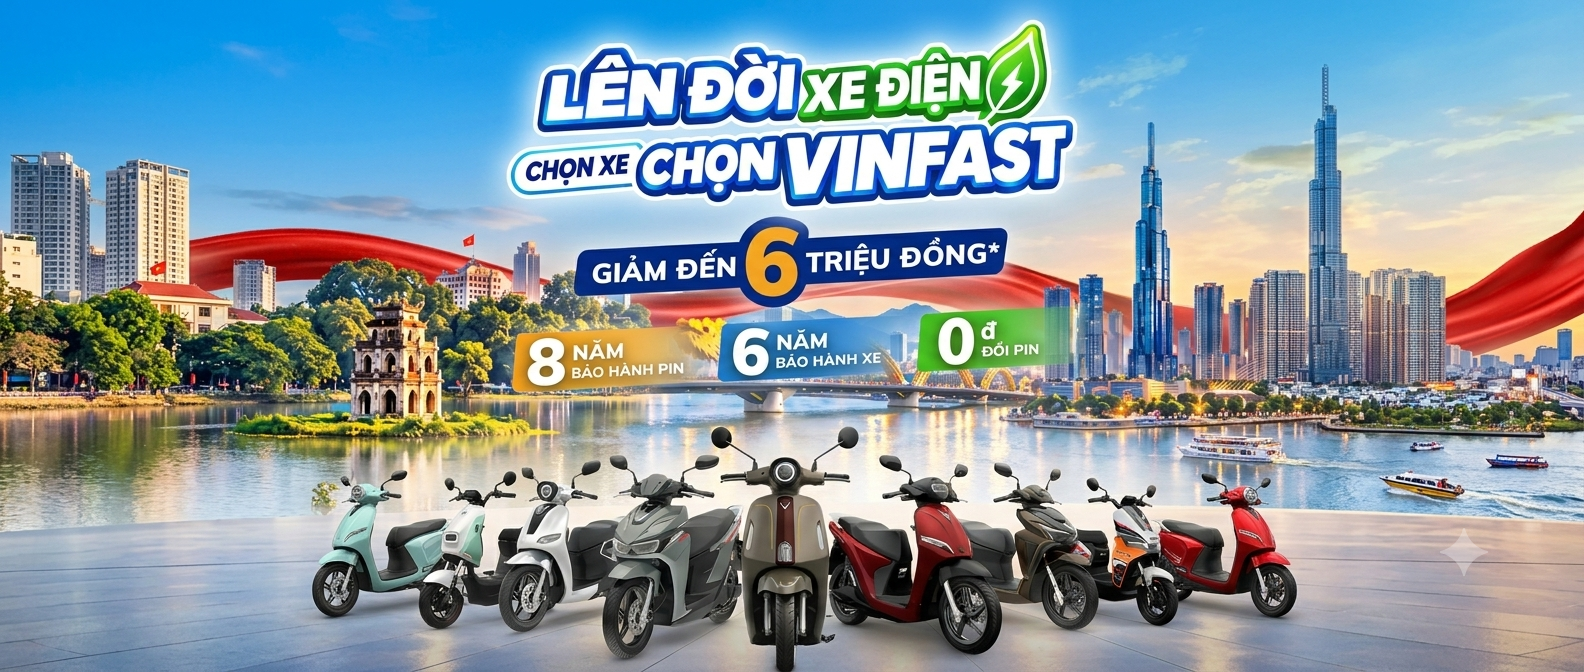 LÊN ĐỜI XE ĐIỆN
CHỌN XE CHỌN VINFAST
GIẢM ĐẾN 6 TRIỆU ĐỒNG*
8 NĂM
BẢO HÀNH PIN
6 NĂM
BẢO HÀNH XE
0 đ
ĐỔI PIN